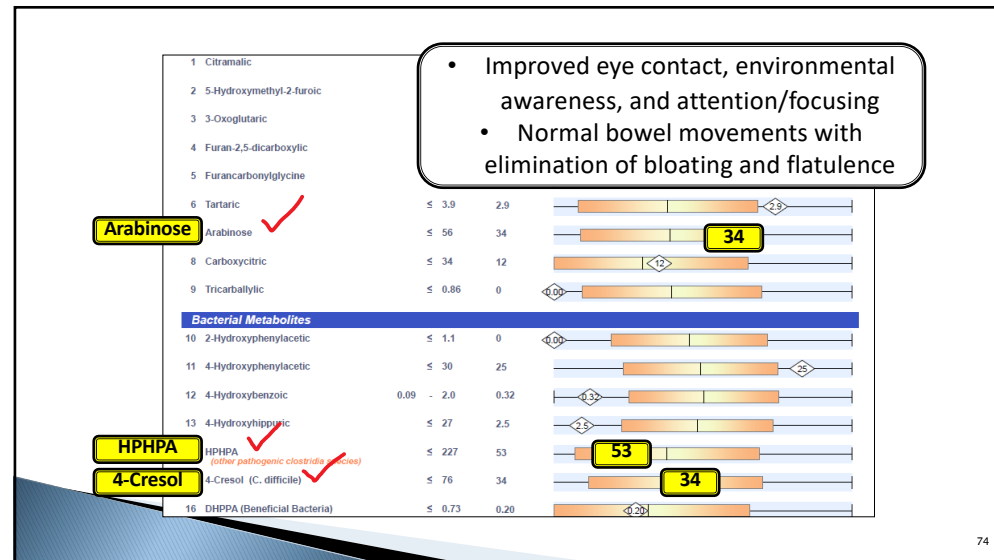 • Improved eye contact, environmental
awareness, and attention/focusing
• Normal bowel movements with
elimination of bloating and flatulence
1 Citramalic
2 5-Hydroxymethyl-2-furoic
3 3-Oxoglutaric
4 Furan-2,5-dicarboxylic
5 Furancarbonylglycine
6 Tartaric ≤ 3.9 2.9 2.9
Arabinose Arabinose ≤ 56 34 34
8 Carboxycitric ≤ 34 12 12
9 Tricarballylic ≤ 0.86 0 0.00
Bacterial Metabolites
10 2-Hydroxyphenylacetic ≤ 1.1 0 0.00
11 4-Hydroxyphenylacetic ≤ 30 25 25
12 4-Hydroxybenzoic 0.09 - 2.0 0.32 0.32
13 4-Hydroxyhippuric ≤ 27 2.5 2.5
HPHPA HPHPA ≤ 227 53 53
(other pathogenic clostridia species)
4-Cresol 4-Cresol (C. difficile) ≤ 76 34 34
16 DHPPA (Beneficial Bacteria) ≤ 0.73 0.20 0.20
74